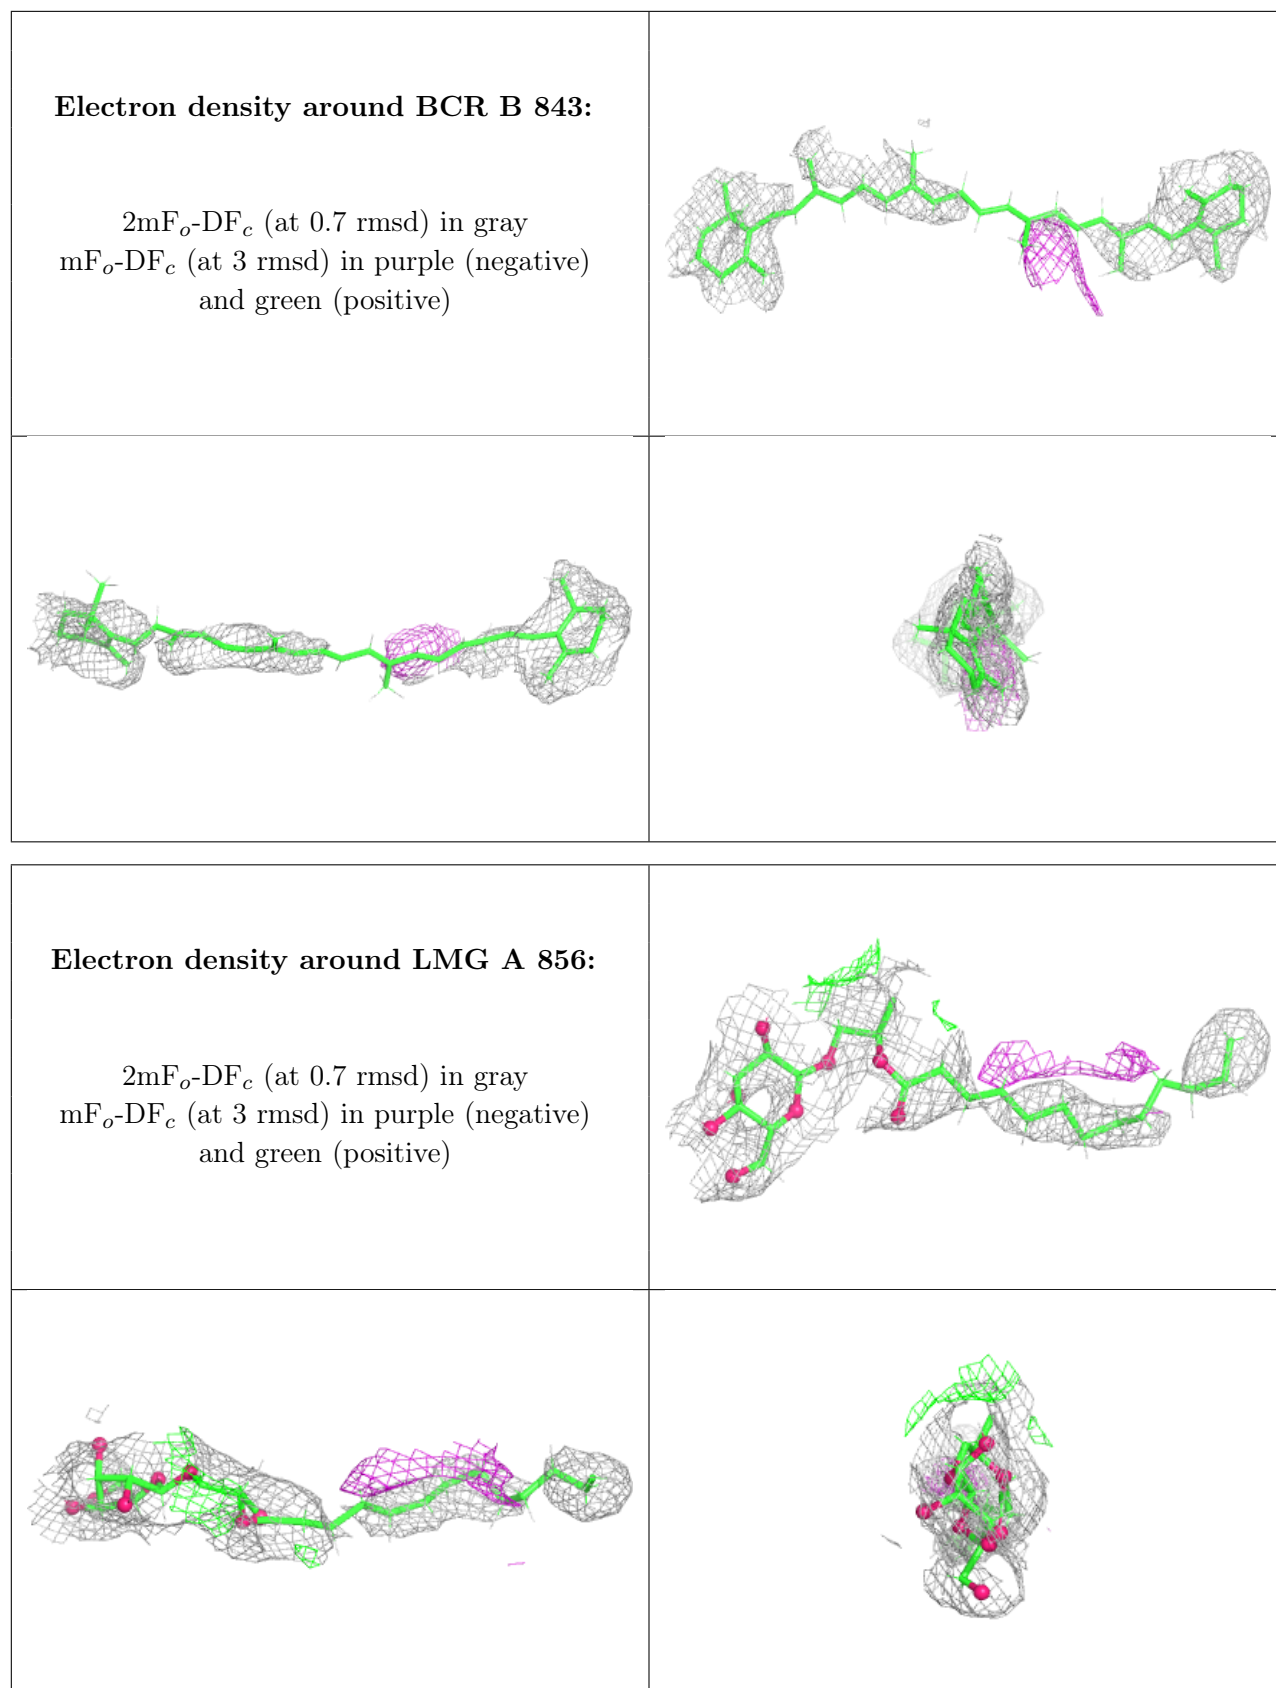 Electron density around BCR B 843:
2mFₒ-DF𝒸 (at 0.7 rmsd) in gray
mFₒ-DF𝒸 (at 3 rmsd) in purple (negative)
and green (positive)
Electron density around LMG A 856:
2mFₒ-DF𝒸 (at 0.7 rmsd) in gray
mFₒ-DF𝒸 (at 3 rmsd) in purple (negative)
and green (positive)